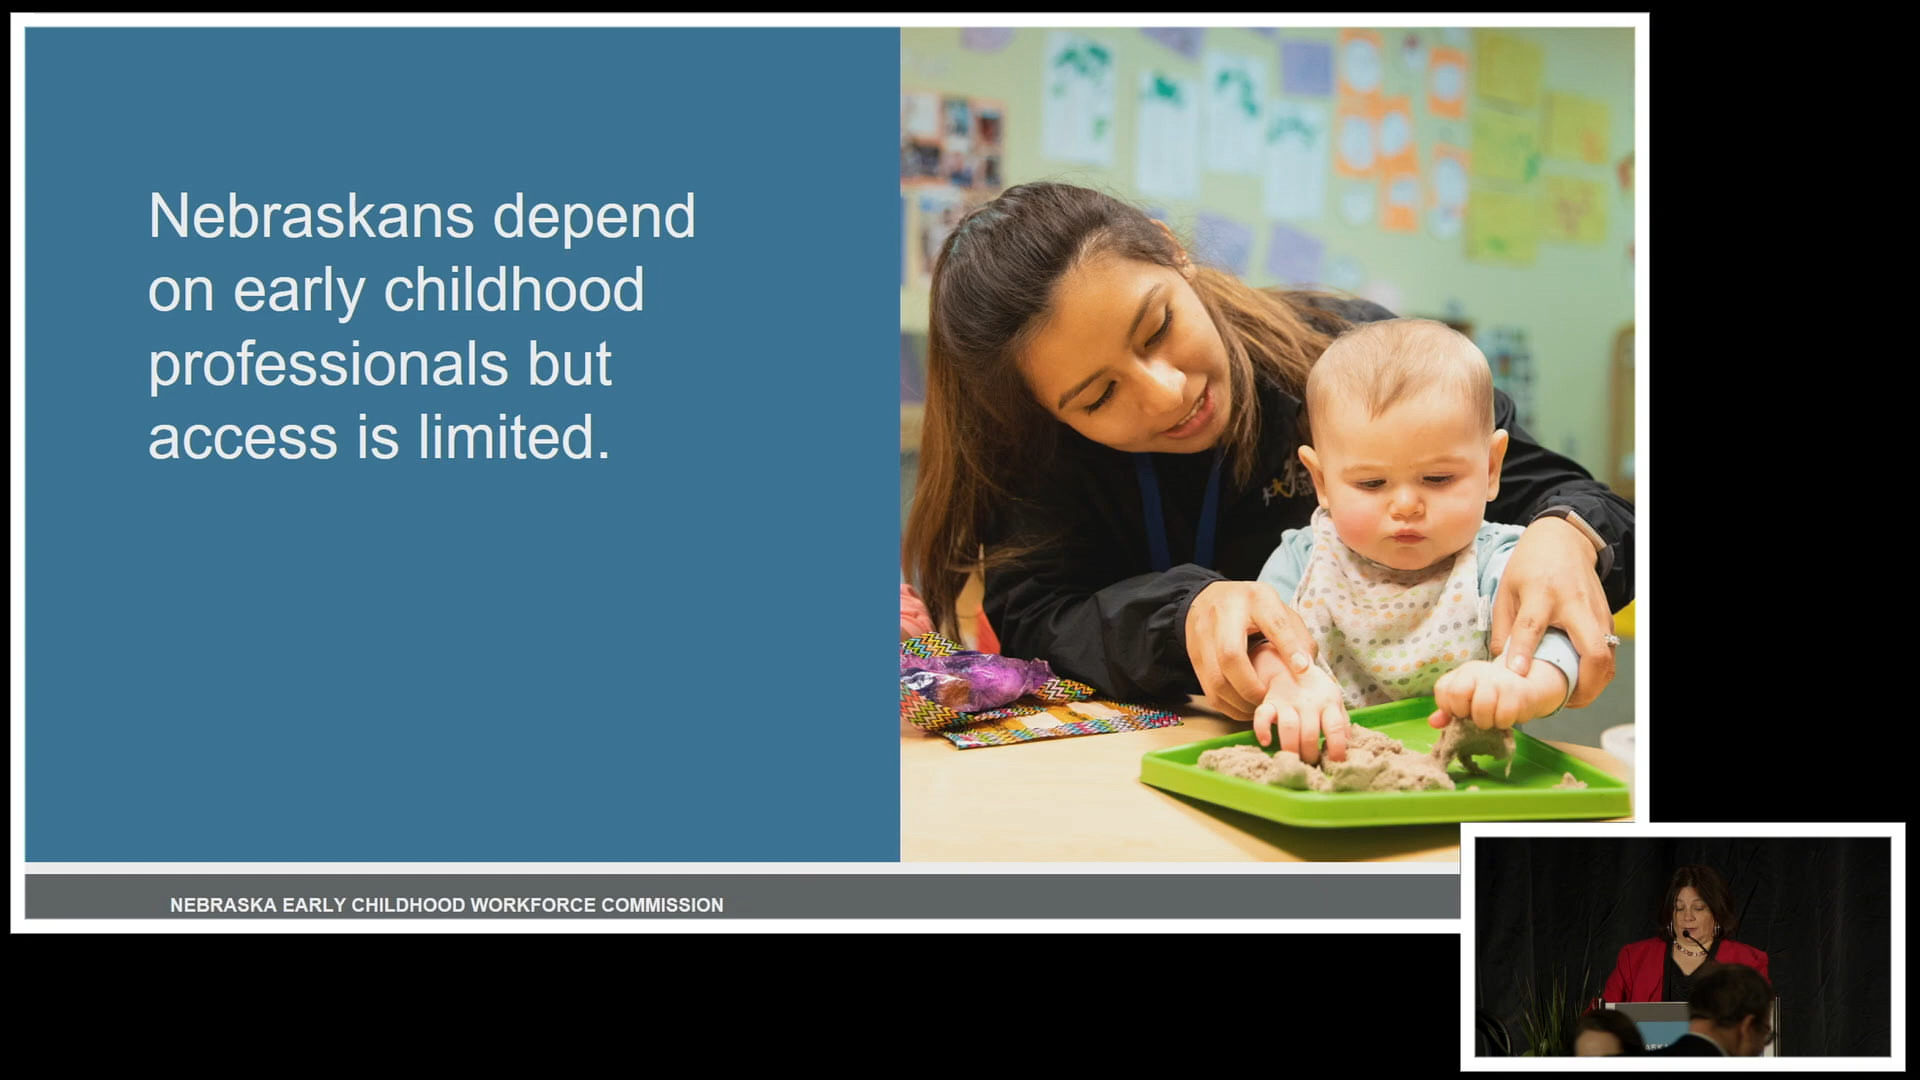 Nebraskans depend
on early childhood
professionals but
access is limited.
NEBRASKA EARLY CHILDHOOD WORKFORCE COMMISSION